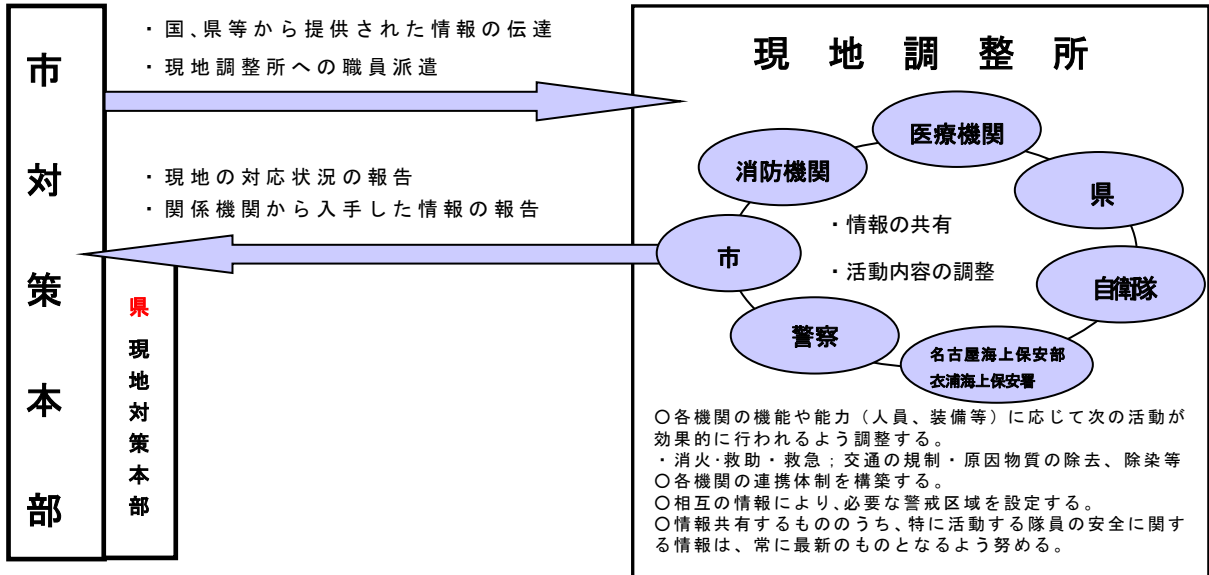 市対策本部
県現地対策本部
・国、県等から提供された情報の伝達
・現地調整所への職員派遣
・現地の対応状況の報告
・関係機関から入手した情報の報告
現地調整所
医療機関
消防機関
県
・情報の共有
市
・活動内容の調整
自衛隊
警察
名古屋海上保安部
衣浦海上保安署
〇各機関の機能や能力（人員、装備等）に応じて次の活動が
効果的に行われるよう調整する。
・消火・救助・救急；交通の規制・原因物質の除去、除染等
〇各機関の連携体制を構築する。
〇相互の情報により、必要な警戒区域を設定する。
〇情報共有するもののうち、特に活動する隊員の安全に関す
る情報は、常に最新のものとなるよう努める。